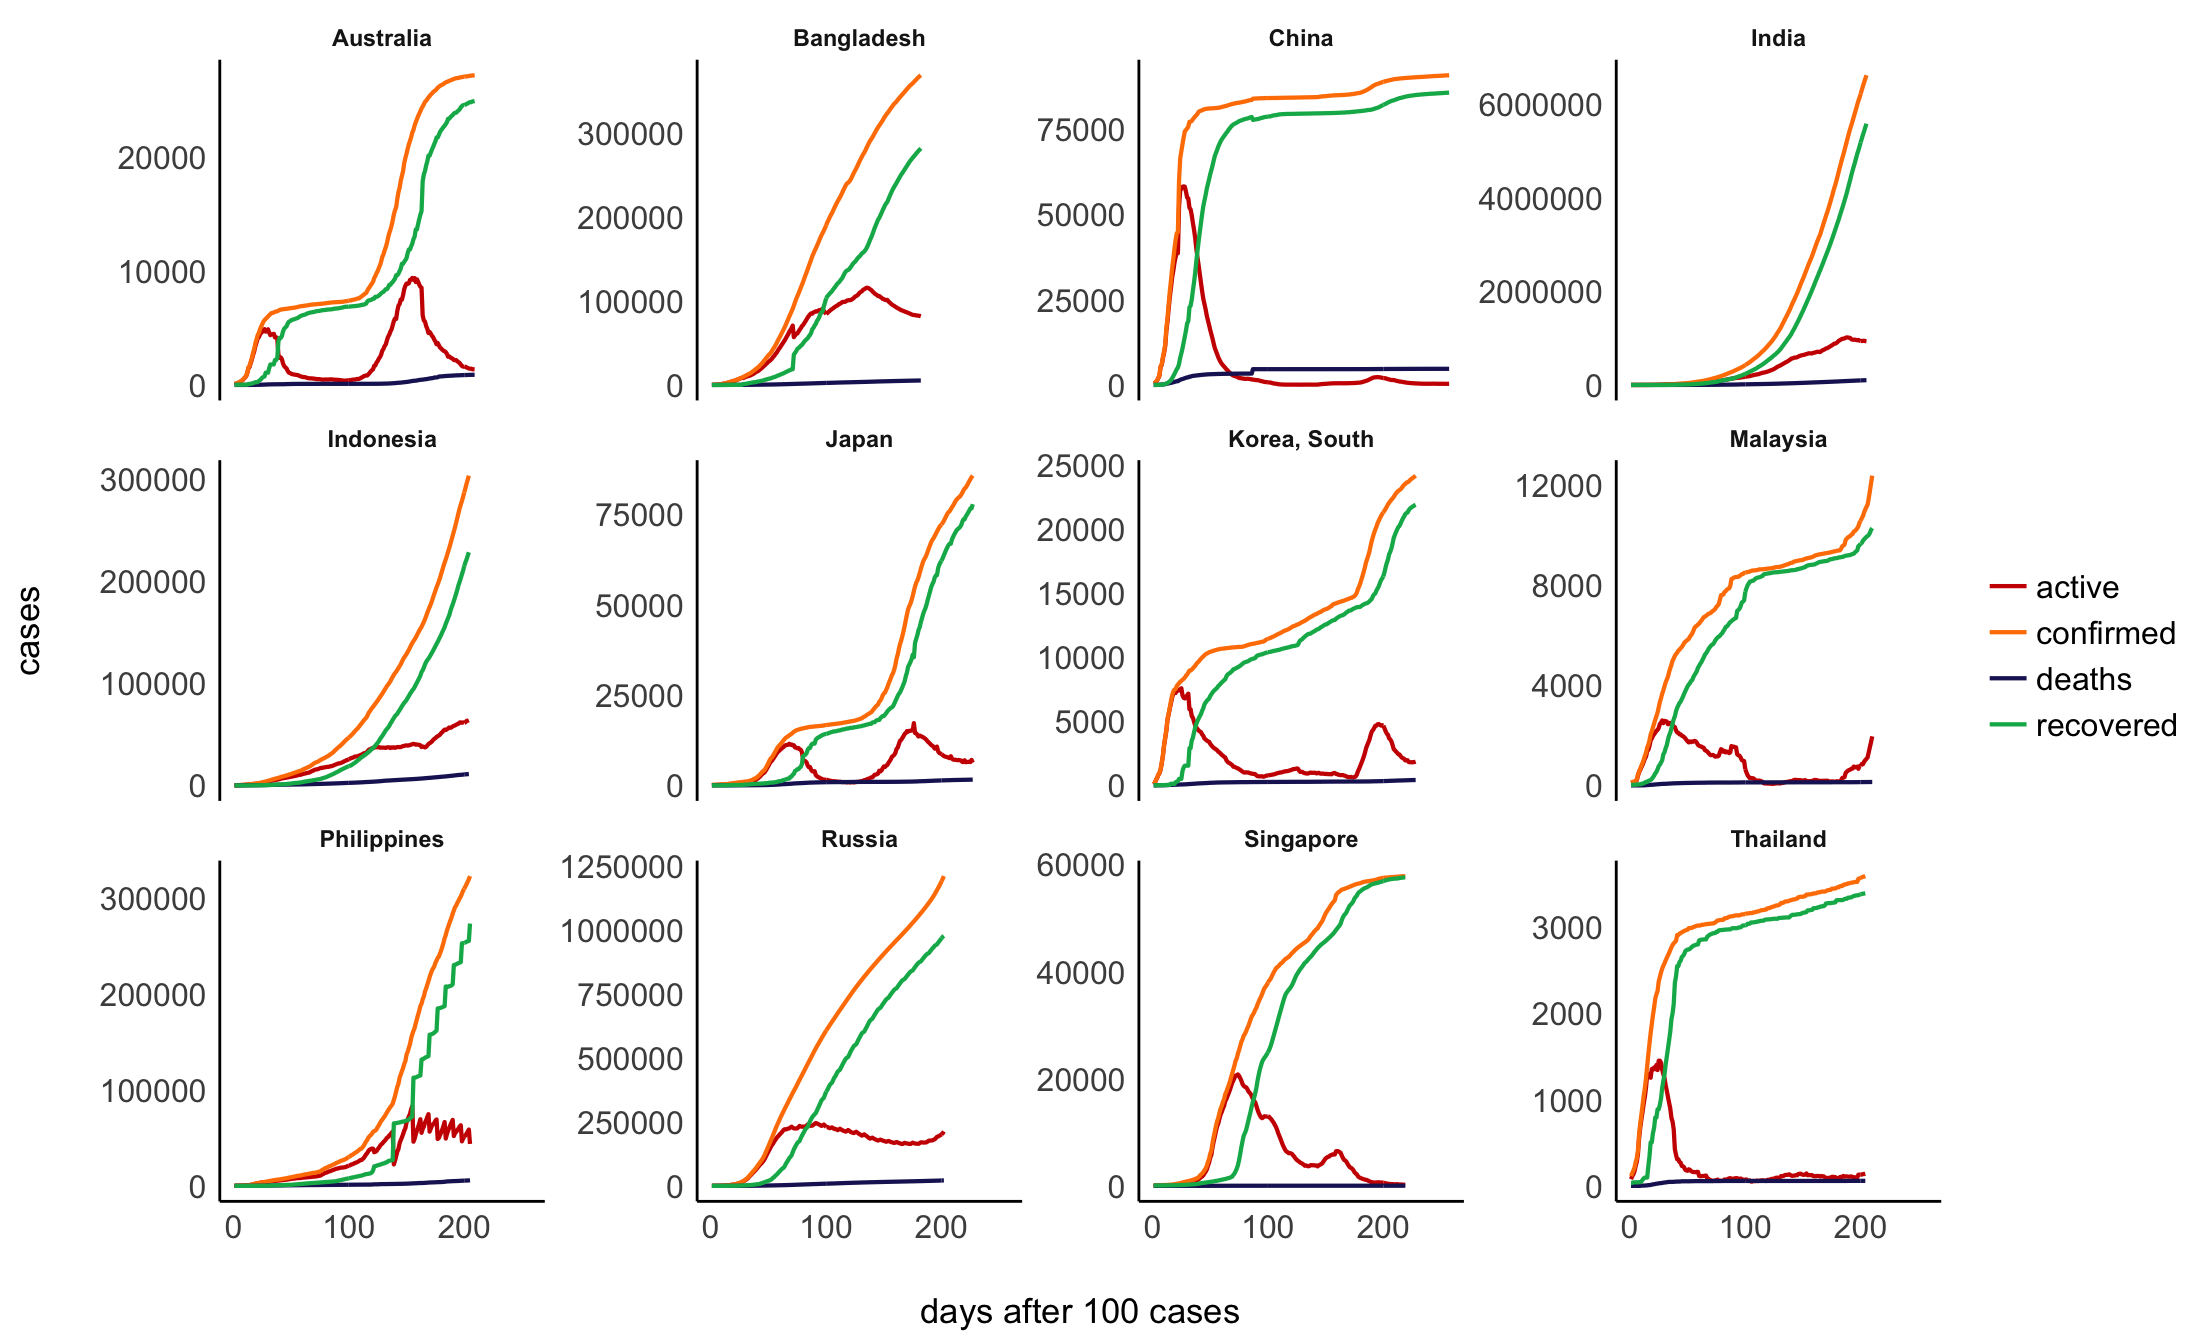 Australia
Bangladesh
China
India
20000
10000
0
300000
200000
100000
0
75000
50000
25000
0
6000000
4000000
2000000
0
Indonesia
Japan
Korea, South
Malaysia
300000
200000
100000
0
75000
50000
25000
0
25000
20000
15000
10000
5000
0
12000
8000
4000
0
Philippines
Russia
Singapore
Thailand
300000
200000
100000
0
1250000
1000000
750000
500000
250000
0
60000
40000
20000
0
3000
2000
1000
0
0 100 200
0 100 200
0 100 200
0 100 200
cases
days after 100 cases
active
confirmed
deaths
recovered